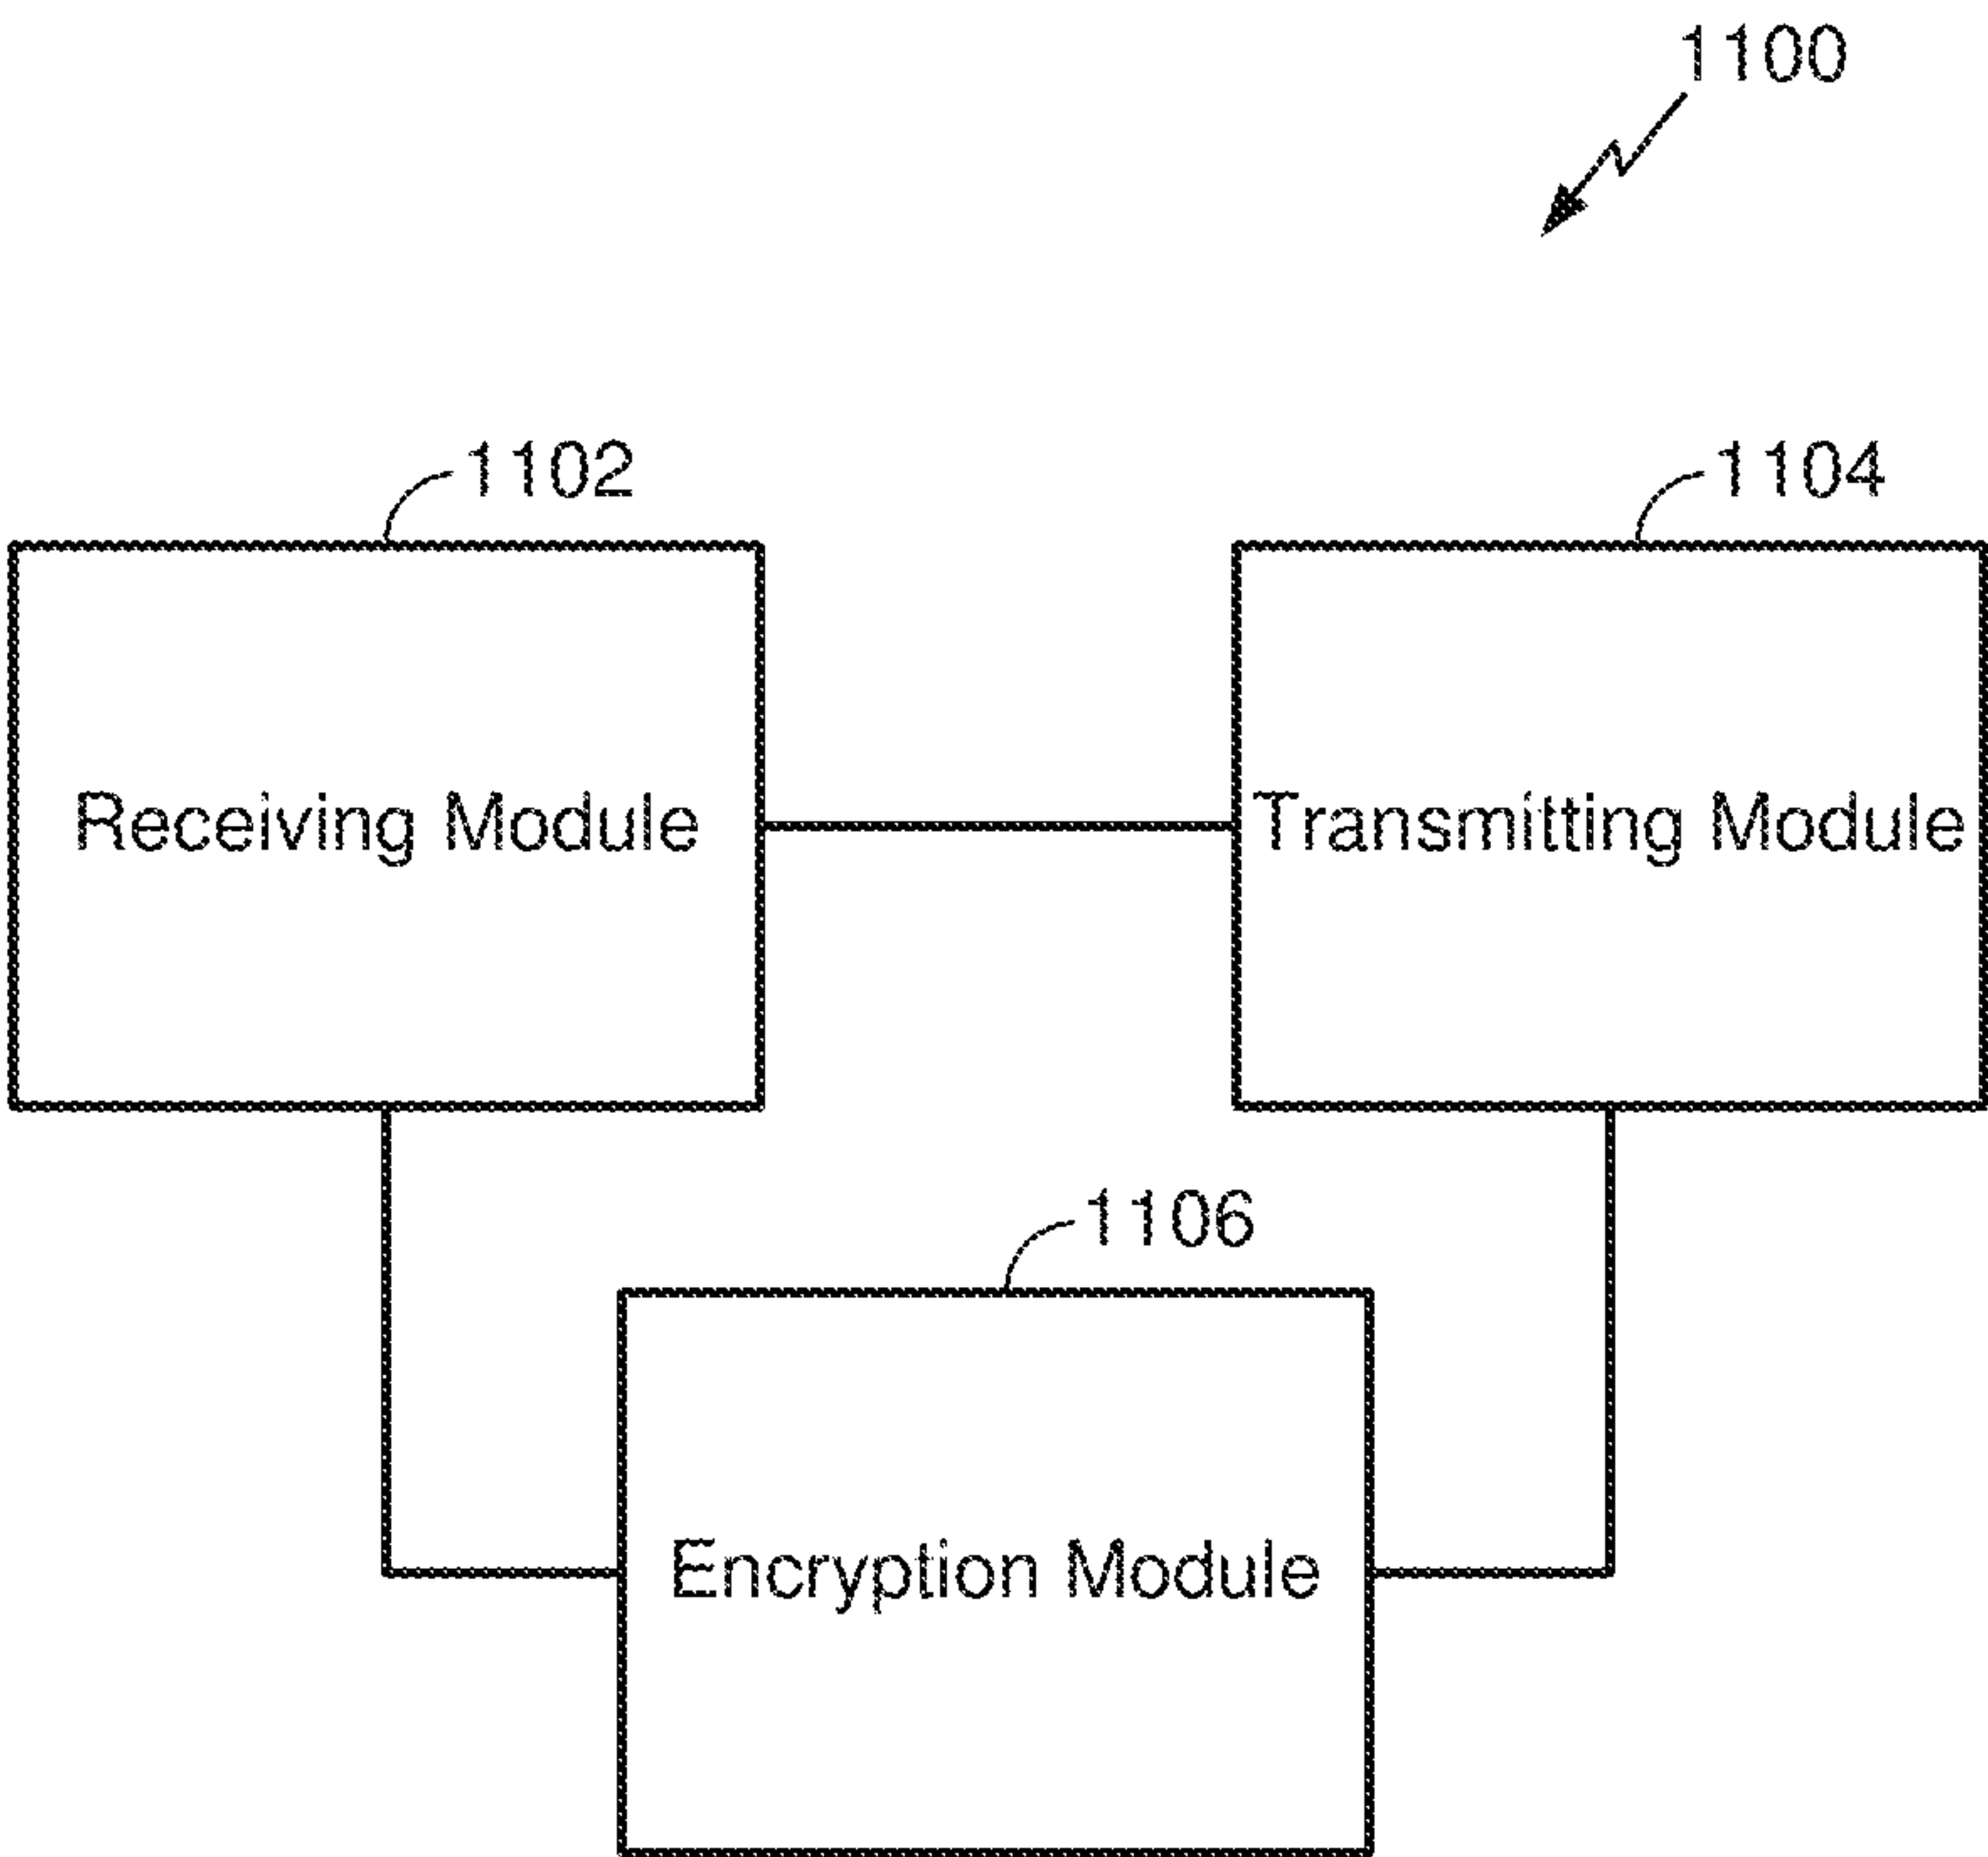 1100
1102
1104
Receiving Module
Transmitting Module
1106
Encryption Module